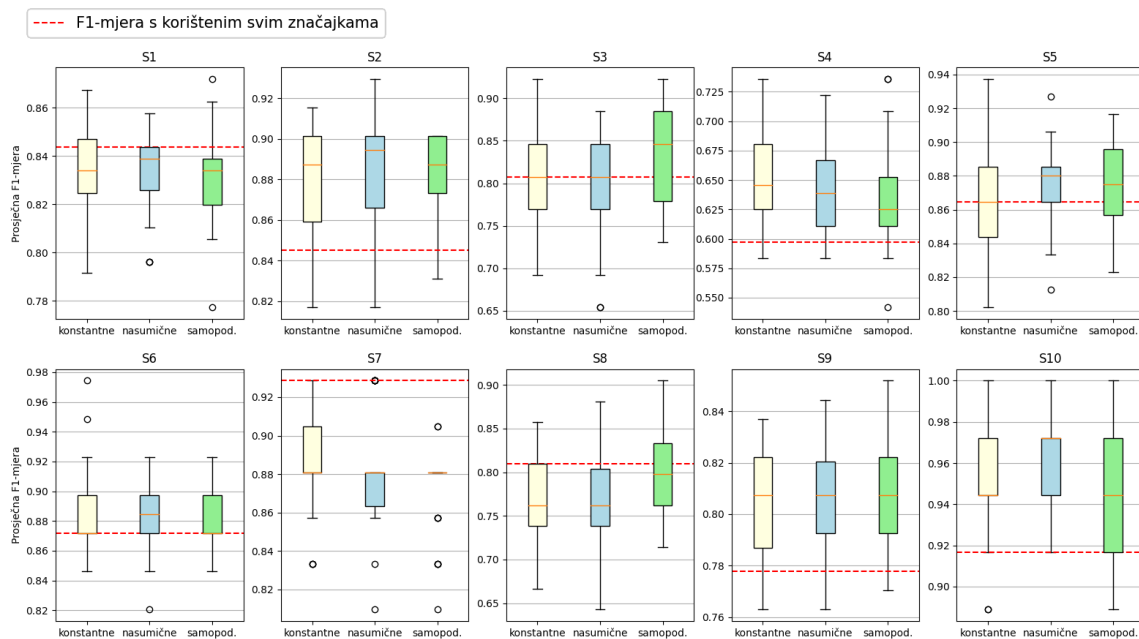 F1-mjera s korištenim svim značajkama
S1
S2
S3
S4
S5
Prosječna F1-mjera
0.86
0.84
0.82
0.80
0.78
0.92
0.90
0.88
0.86
0.84
0.82
0.90
0.85
0.80
0.75
0.70
0.65
0.725
0.700
0.675
0.650
0.625
0.600
0.575
0.550
0.94
0.92
0.90
0.88
0.86
0.84
0.82
0.80
konstantne nasumične samopod.
konstantne nasumične samopod.
konstantne nasumične samopod.
konstantne nasumične samopod.
konstantne nasumične samopod.
S6
S7
S8
S9
S10
Prosječna F1-mjera
0.98
0.96
0.94
0.92
0.90
0.88
0.86
0.84
0.82
0.92
0.90
0.88
0.86
0.84
0.82
0.90
0.85
0.80
0.75
0.70
0.65
0.84
0.82
0.80
0.78
0.76
1.00
0.98
0.96
0.94
0.92
0.90
konstantne nasumične samopod.
konstantne nasumične samopod.
konstantne nasumične samopod.
konstantne nasumične samopod.
konstantne nasumične samopod.